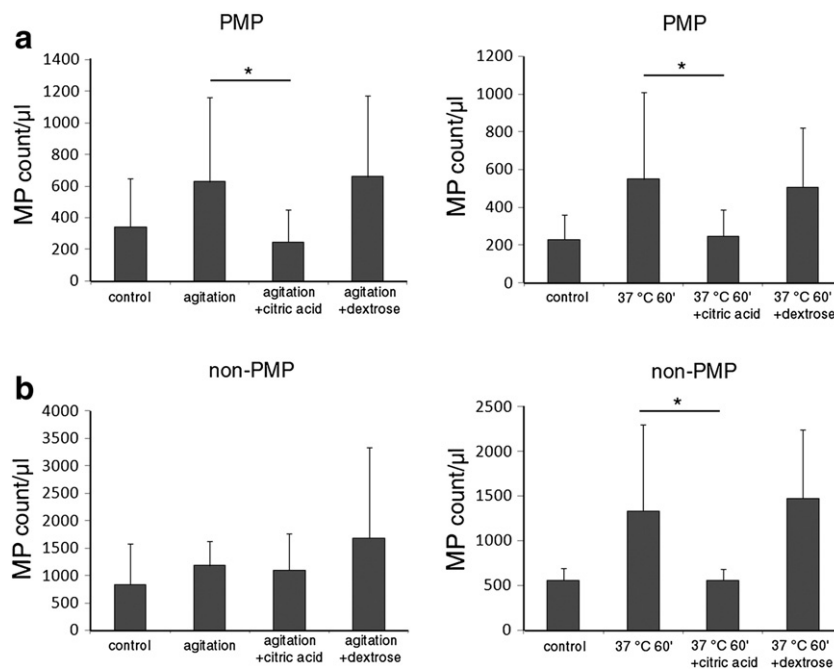 a
PMP
MP count/µl
1400
1200
1000
800
600
400
200
0
*
control
agitation
agitation
+citric acid
agitation
+dextrose
PMP
MP count/µl
1200
1000
800
600
400
200
0
*
control
37 °C 60'
37 °C 60'
+citric acid
37 °C 60'
+dextrose
b
non-PMP
MP count/µl
4000
3500
3000
2500
2000
1500
1000
500
0
control
agitation
agitation
+citric acid
agitation
+dextrose
non-PMP
MP count/µl
2500
2000
1500
1000
500
0
*
control
37 °C 60'
37 °C 60'
+citric acid
37 °C 60'
+dextrose